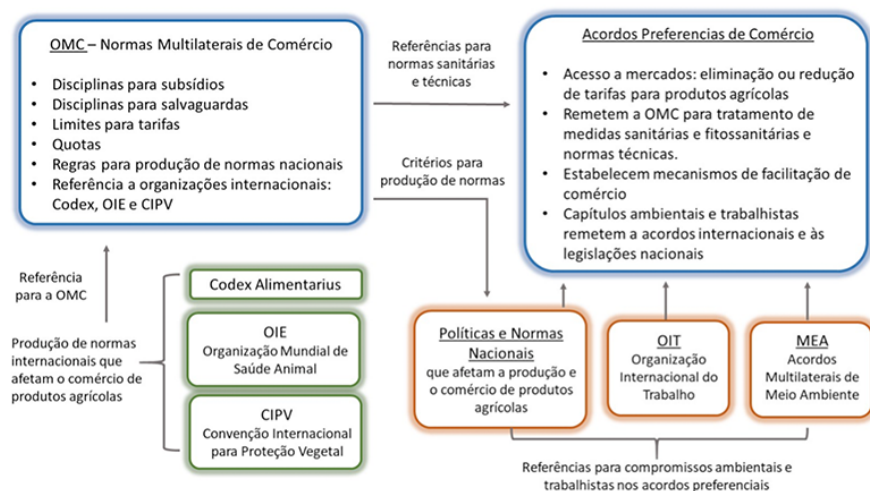 OMC – Normas Multilaterais de Comércio
• Disciplinas para subsídios
• Disciplinas para salvaguardas
• Limites para tarifas
• Quotas
• Regras para produção de normas nacionais
• Referência a organizações internacionais:
Codex, OIE e CIPV
Referências para
normas sanitárias
e técnicas
Critérios para
produção de normas
Acordos Preferencias de Comércio
• Acesso a mercados: eliminação ou redução
de tarifas para produtos agrícolas
• Remetem a OMC para tratamento de
medidas sanitárias e fitossanitárias e
normas técnicas.
• Estabelecem mecanismos de facilitação de
comércio
• Capítulos ambientais e trabalhistas
remetem a acordos internacionais e às
legislações nacionais
Referência
para a OMC
Produção de normas
internacionais que
afetam o comércio de
produtos agrícolas
Codex Alimentarius
OIE
Organização Mundial de
Saúde Animal
CIPV
Convenção Internacional
para Proteção Vegetal
Políticas e Normas
Nacionais
que afetam a produção e
o comércio de produtos
agrícolas
OIT
Organização
Internacional do
Trabalho
MEA
Acordos
Multilaterais de
Meio Ambiente
Referências para compromissos ambientais e
trabalhistas nos acordos preferenciais